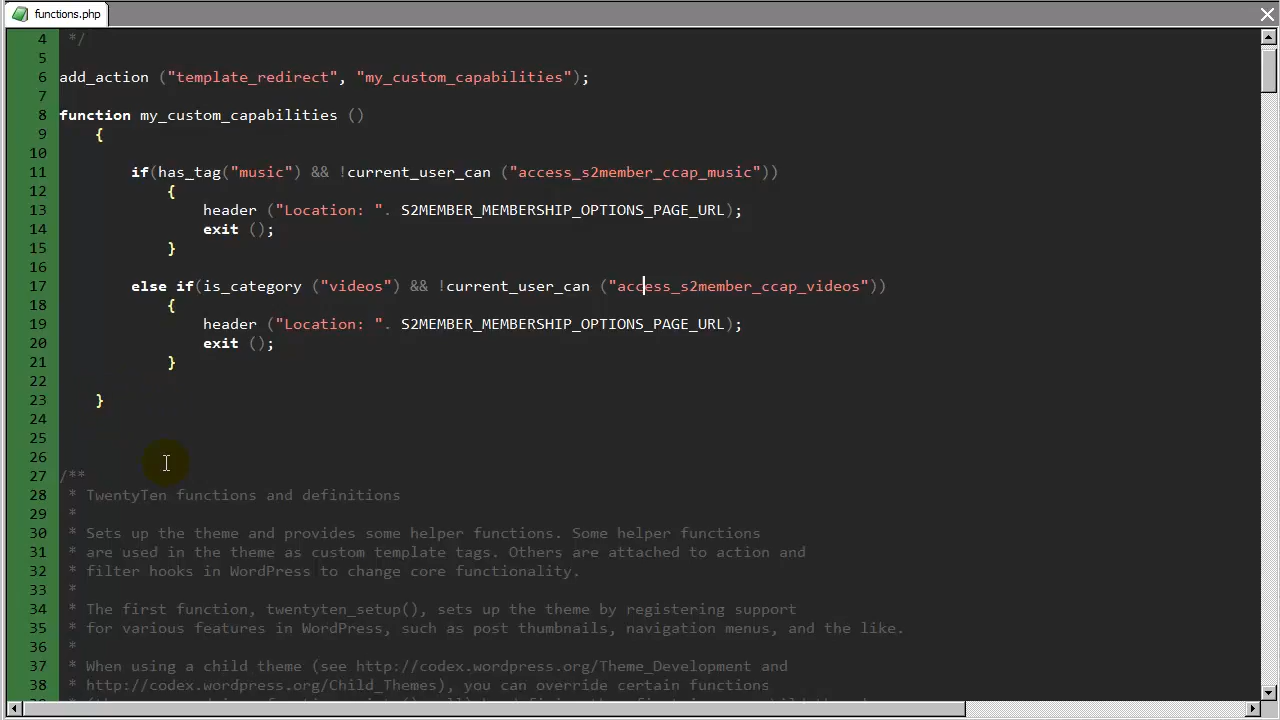 functions.php
4 */
5
6 add_action ("template_redirect", "my_custom_capabilities");
7
8 function my_custom_capabilities ()
9 {
10
11 if(has_tag("music") && !current_user_can ("access_s2member_ccap_music"))
12 {
13 header ("Location: ". S2MEMBER_MEMBERSHIP_OPTIONS_PAGE_URL);
14 exit ();
15 }
16
17 else if(is_category ("videos") && !current_user_can ("access_s2member_ccap_videos"))
18 {
19 header ("Location: ". S2MEMBER_MEMBERSHIP_OPTIONS_PAGE_URL);
20 exit ();
21 }
22
23 }
24
25
26
27 /**
28 * TwentyTen functions and definitions
29 *
30 * Sets up the theme and provides some helper functions. Some helper functions
31 * are used in the theme as custom template tags. Others are attached to action and
32 * filter hooks in WordPress to change core functionality.
33 *
34 * The first function, twentyten_setup(), sets up the theme by registering support
35 * for various features in WordPress, such as post thumbnails, navigation menus, and the like.
36 *
37 * When using a child theme (see http://codex.wordpress.org/Theme_Development and
38 * http://codex.wordpress.org/Child_Themes), you can override certain functions